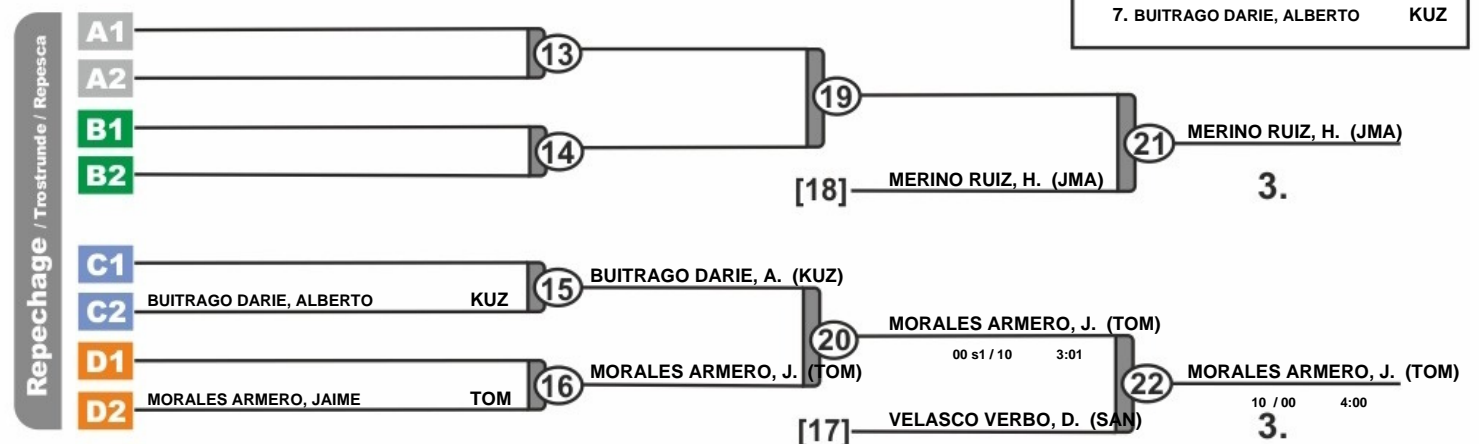 7. BUITRAGO DARIE, ALBERTO KUZ
Repechage / Trostrunde / Repesca
A1
13
A2
19
B1
21 MERINO RUIZ, H. (JMA)
14
B2
[18] MERINO RUIZ, H. (JMA)
3.
C1
15 BUITRAGO DARIE, A. (KUZ)
C2 BUITRAGO DARIE, ALBERTO KUZ
20 MORALES ARMERO, J. (TOM)
00 s1 / 10 3:01
D1
16 MORALES ARMERO, J. (TOM)
22 MORALES ARMERO, J. (TOM)
10 / 00 4:00
D2 MORALES ARMERO, JAIME TOM
[17] VELASCO VERBO, D. (SAN)
3.